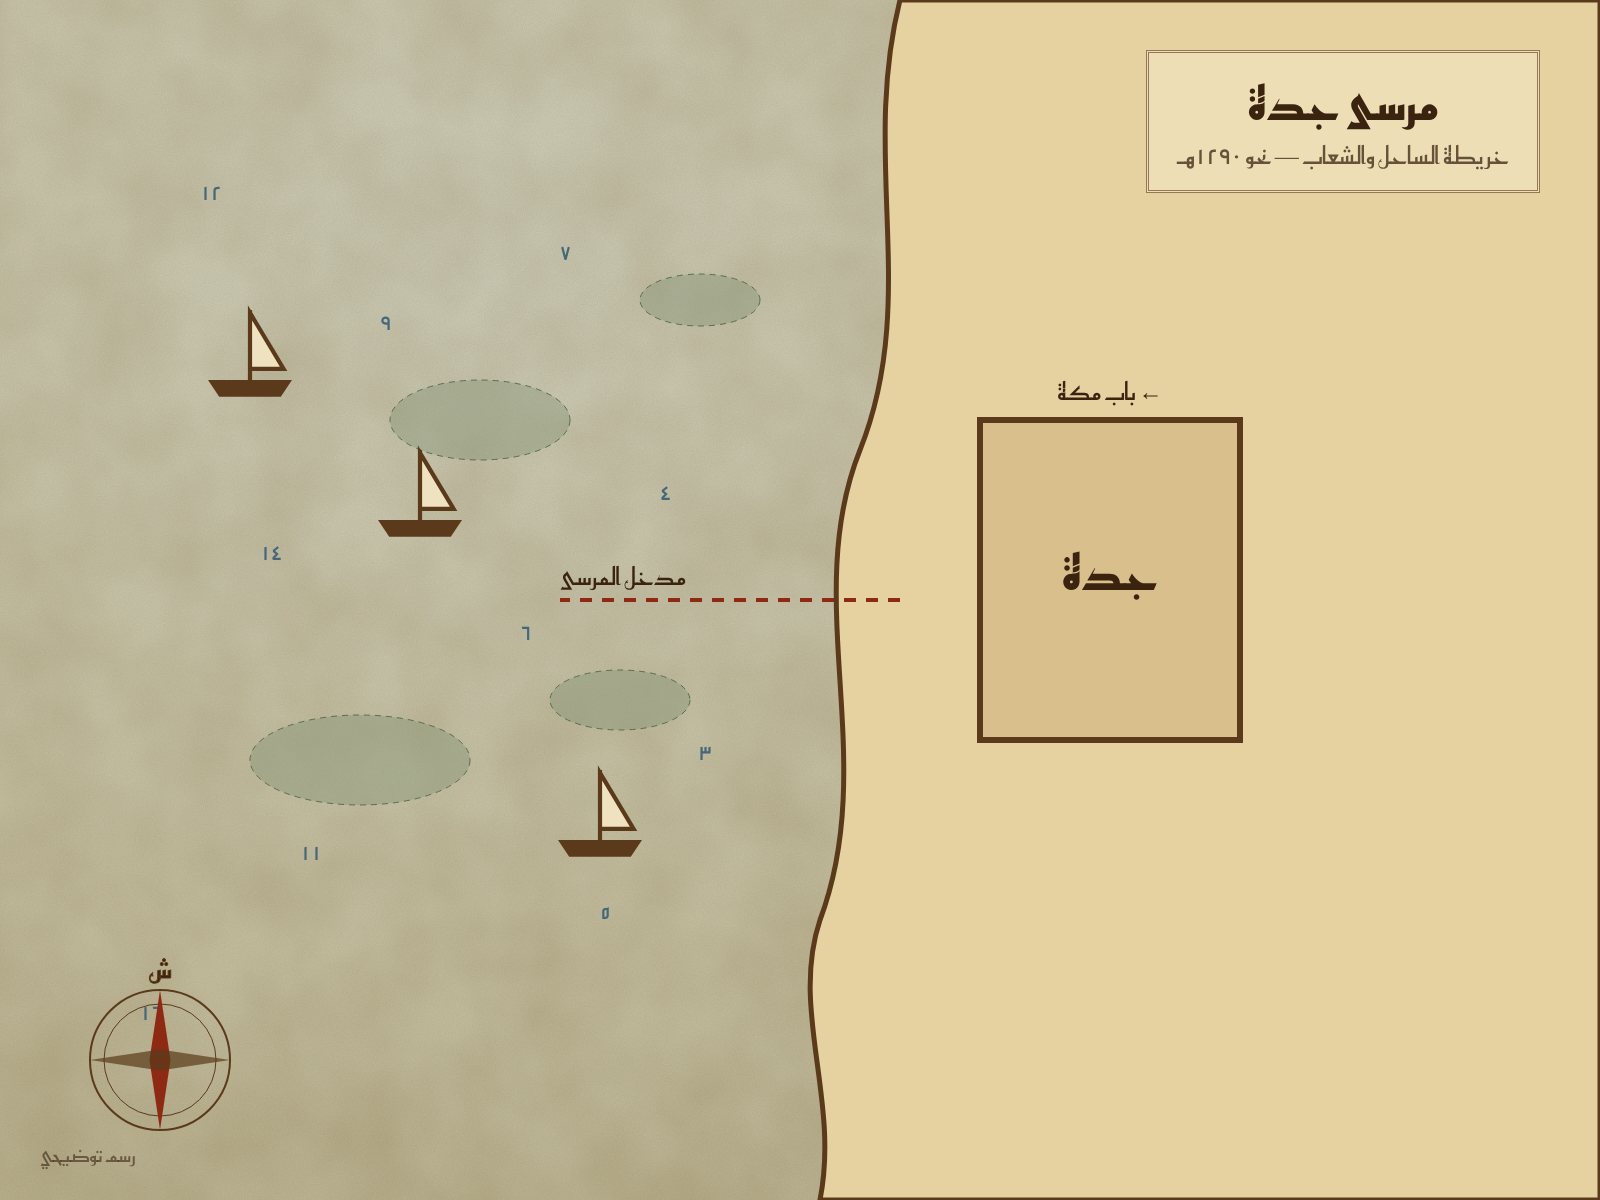 مرسى جدة
خريطة الساحل والشعاب — نحو ١٢٩٠هـ
١٢
٧
٩
← باب مكة
٤
١٤
جدة
مدخل المرسى
٦
٣
١١
٥
ش
رسم توضيحي